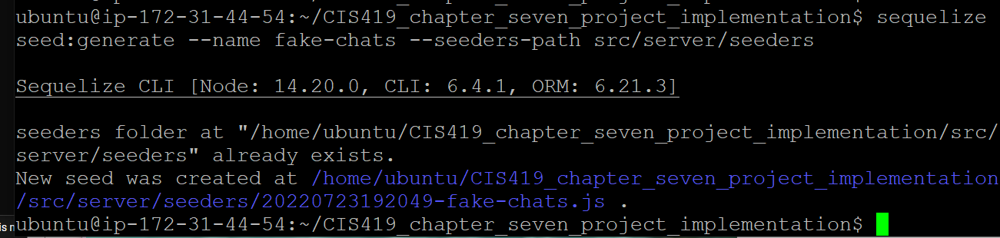 ubuntu@ip-172-31-44-54:~/CIS419_chapter_seven_project_implementation$ sequelize
seed:generate --name fake-chats --seeders-path src/server/seeders
Sequelize CLI [Node: 14.20.0, CLI: 6.4.1, ORM: 6.21.3]
seeders folder at "/home/ubuntu/CIS419_chapter_seven_project_implementation/src/
server/seeders" already exists.
New seed was created at /home/ubuntu/CIS419_chapter_seven_project_implementation
/src/server/seeders/20220723192049-fake-chats.js .
ubuntu@ip-172-31-44-54:~/CIS419_chapter_seven_project_implementation$